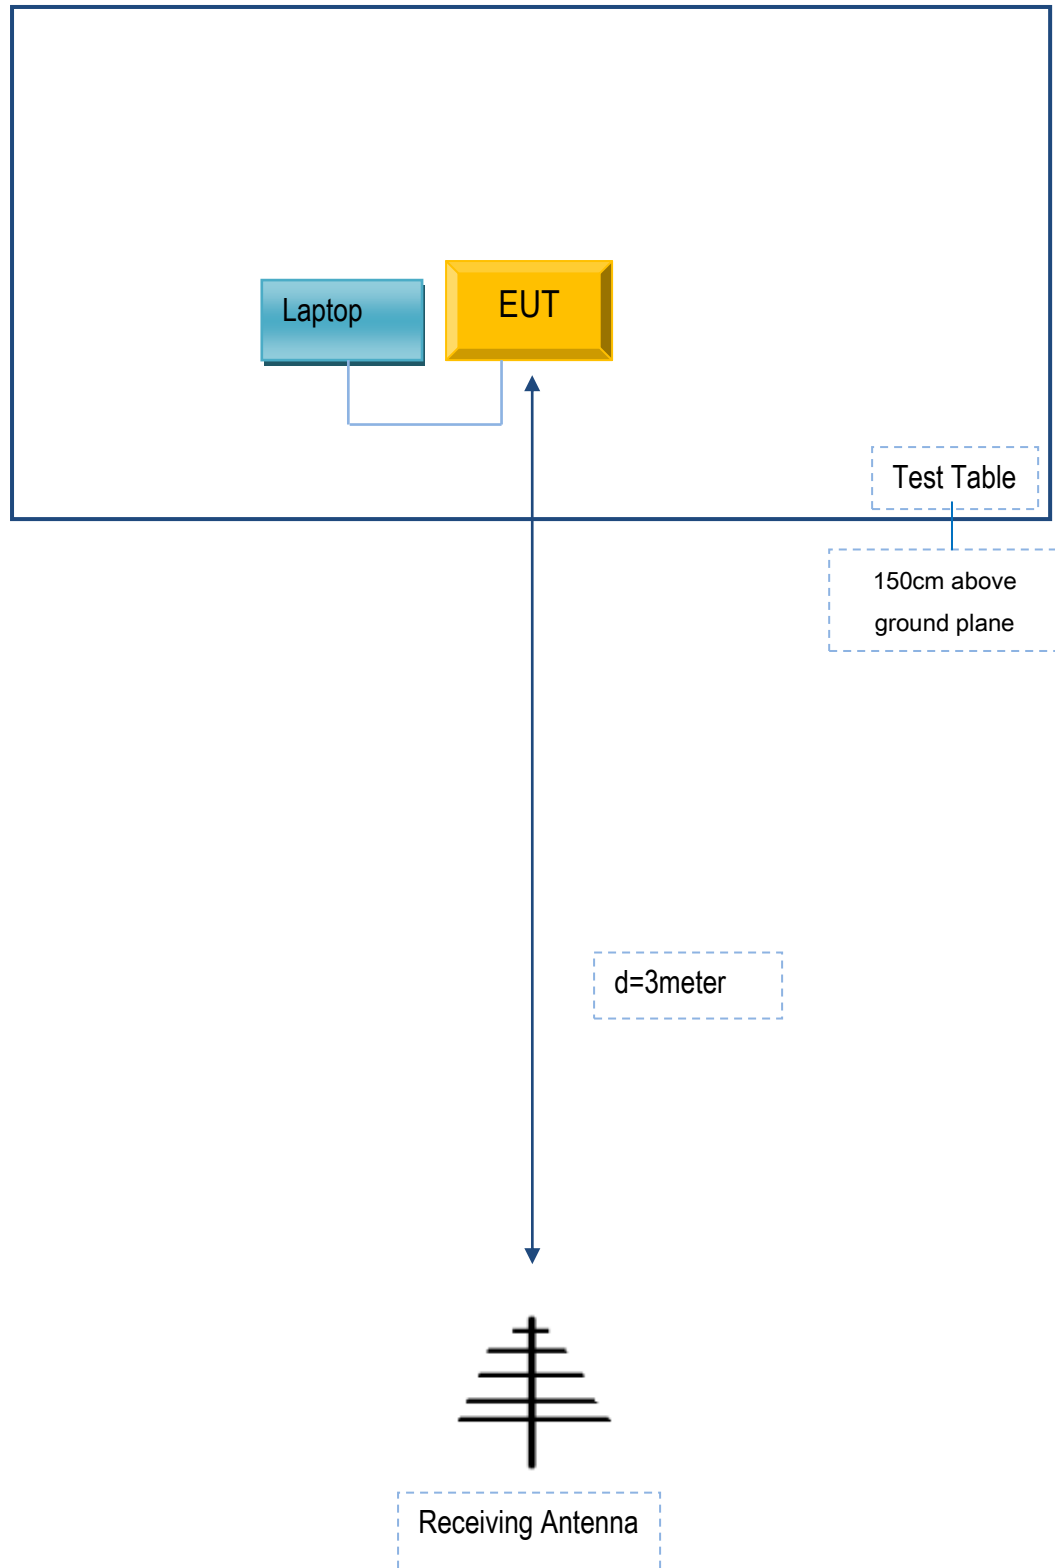 Laptop
EUT
Test Table
150cm above
ground plane
d=3meter
Receiving Antenna